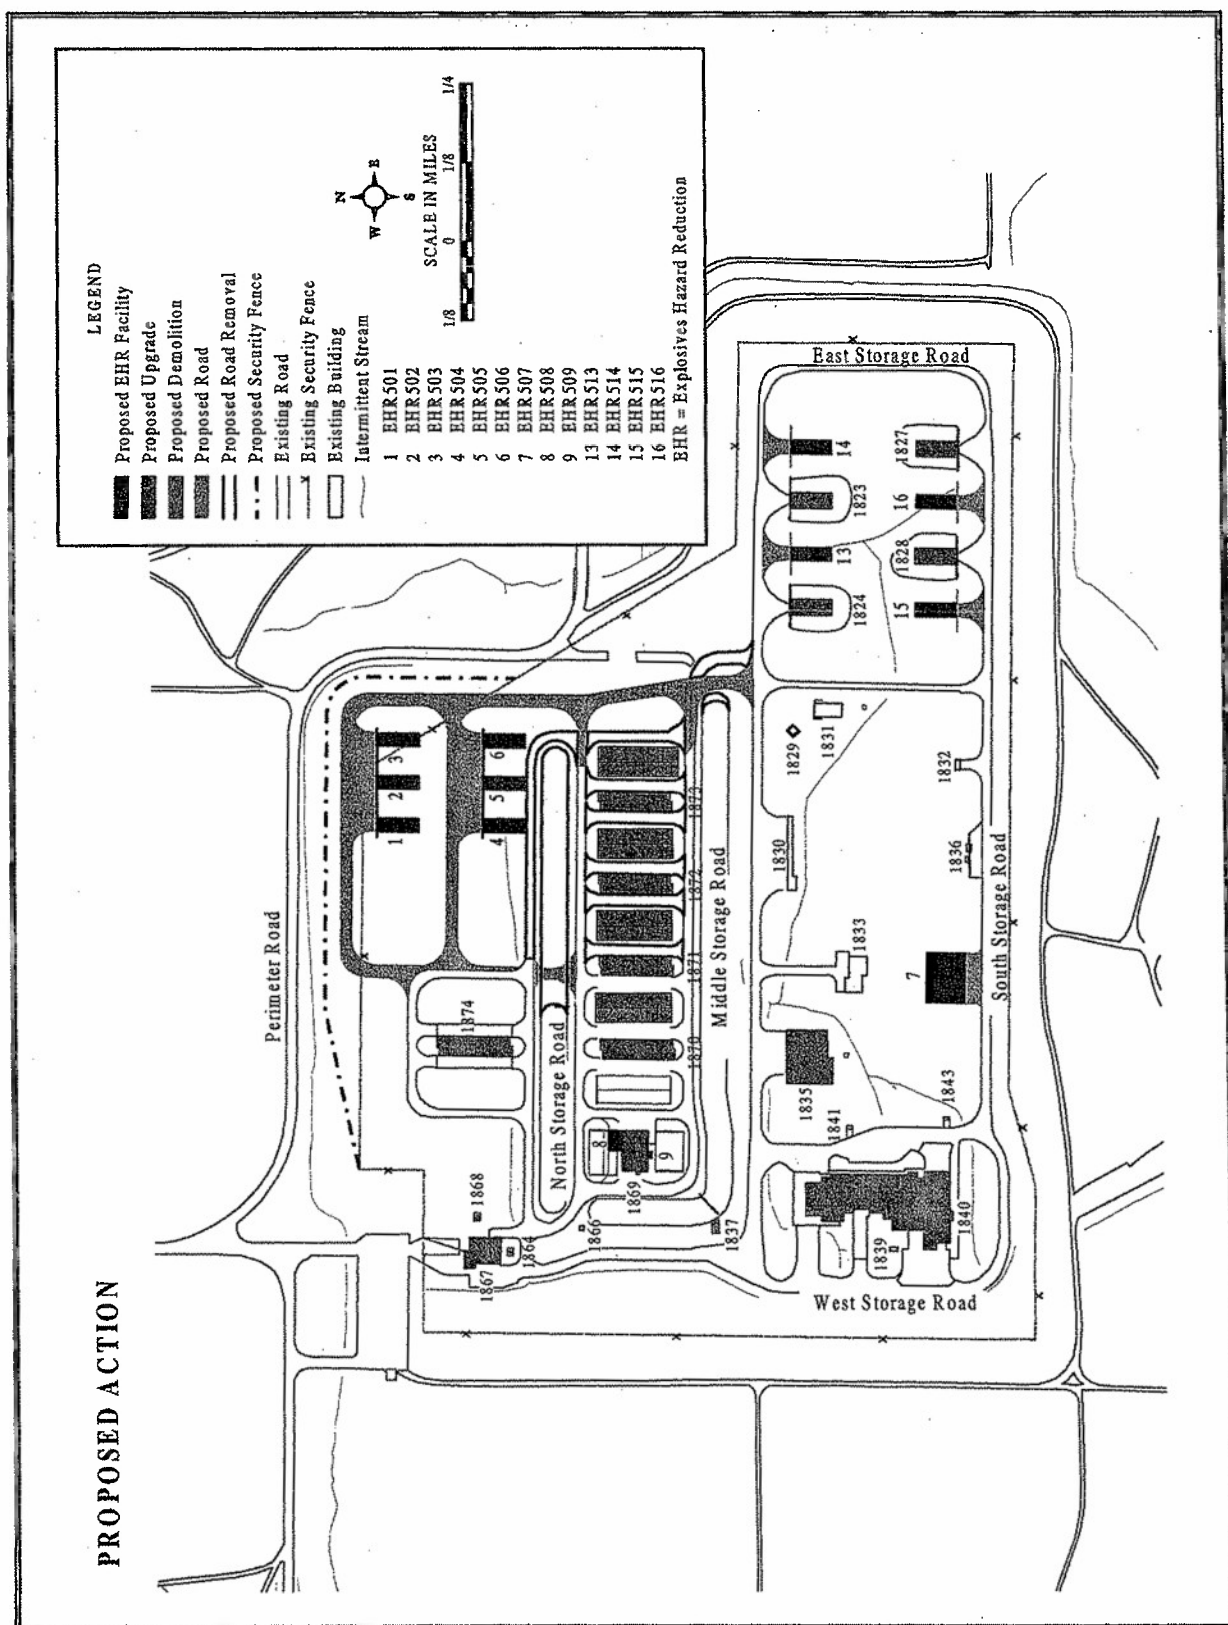 PROPOSED ACTION
LEGEND
Proposed EHR Facility
Proposed Upgrade
Proposed Demolition
Proposed Road
Proposed Road Removal
Proposed Security Fence
Existing Road
Existing Security Fence
Existing Building
Intermittent Stream
1 EHR501
2 EHR502
3 EHR503
4 EHR504
5 EHR505
6 EHR506
7 EHR507
8 EHR508
9 EHR509
13 EHR513
14 EHR514
15 EHR515
16 EHR516
EHR = Explosives Hazard Reduction
N
W E
S
SCALE IN MILES
1/8 0 1/8 1/4
Perimeter Road
1
2
3
4
5
6
1874
1868
1867
1864
North Storage Road
1866
8
9
1869
1870
1871
1872
1873
1837
Middle Storage Road
East Storage Road
1824
13
1823
14
15
1828
16
1827
1829
1831
1830
1832
1833
1836
7
1835
1841
1843
1839
1840
South Storage Road
West Storage Road